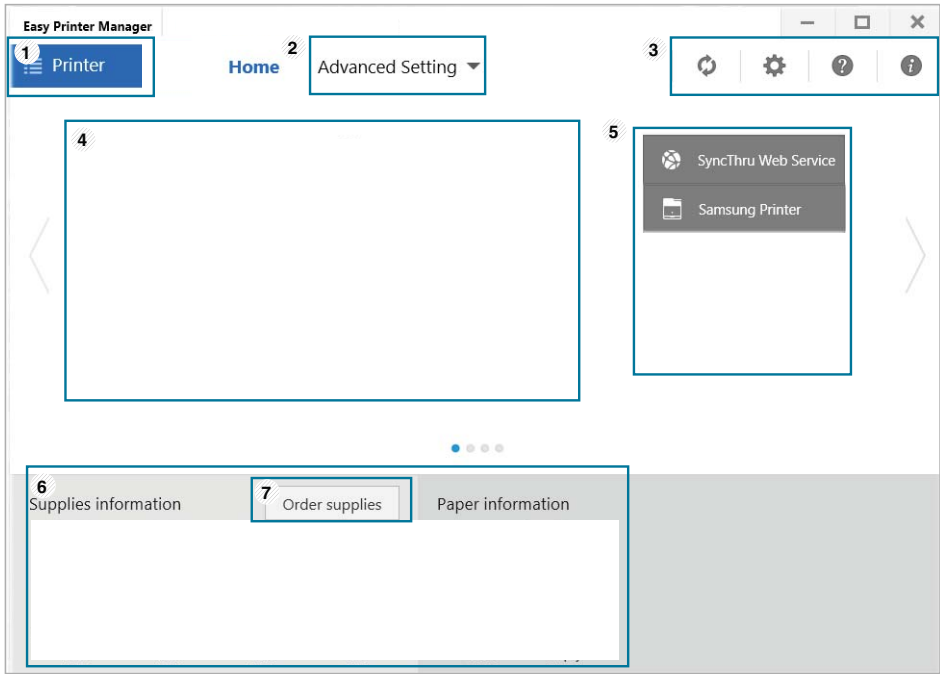 Easy Printer Manager
1
Printer
Home
2
Advanced Setting
3
4
5
SyncThru Web Service
Samsung Printer
6
Supplies information
7
Order supplies
Paper information